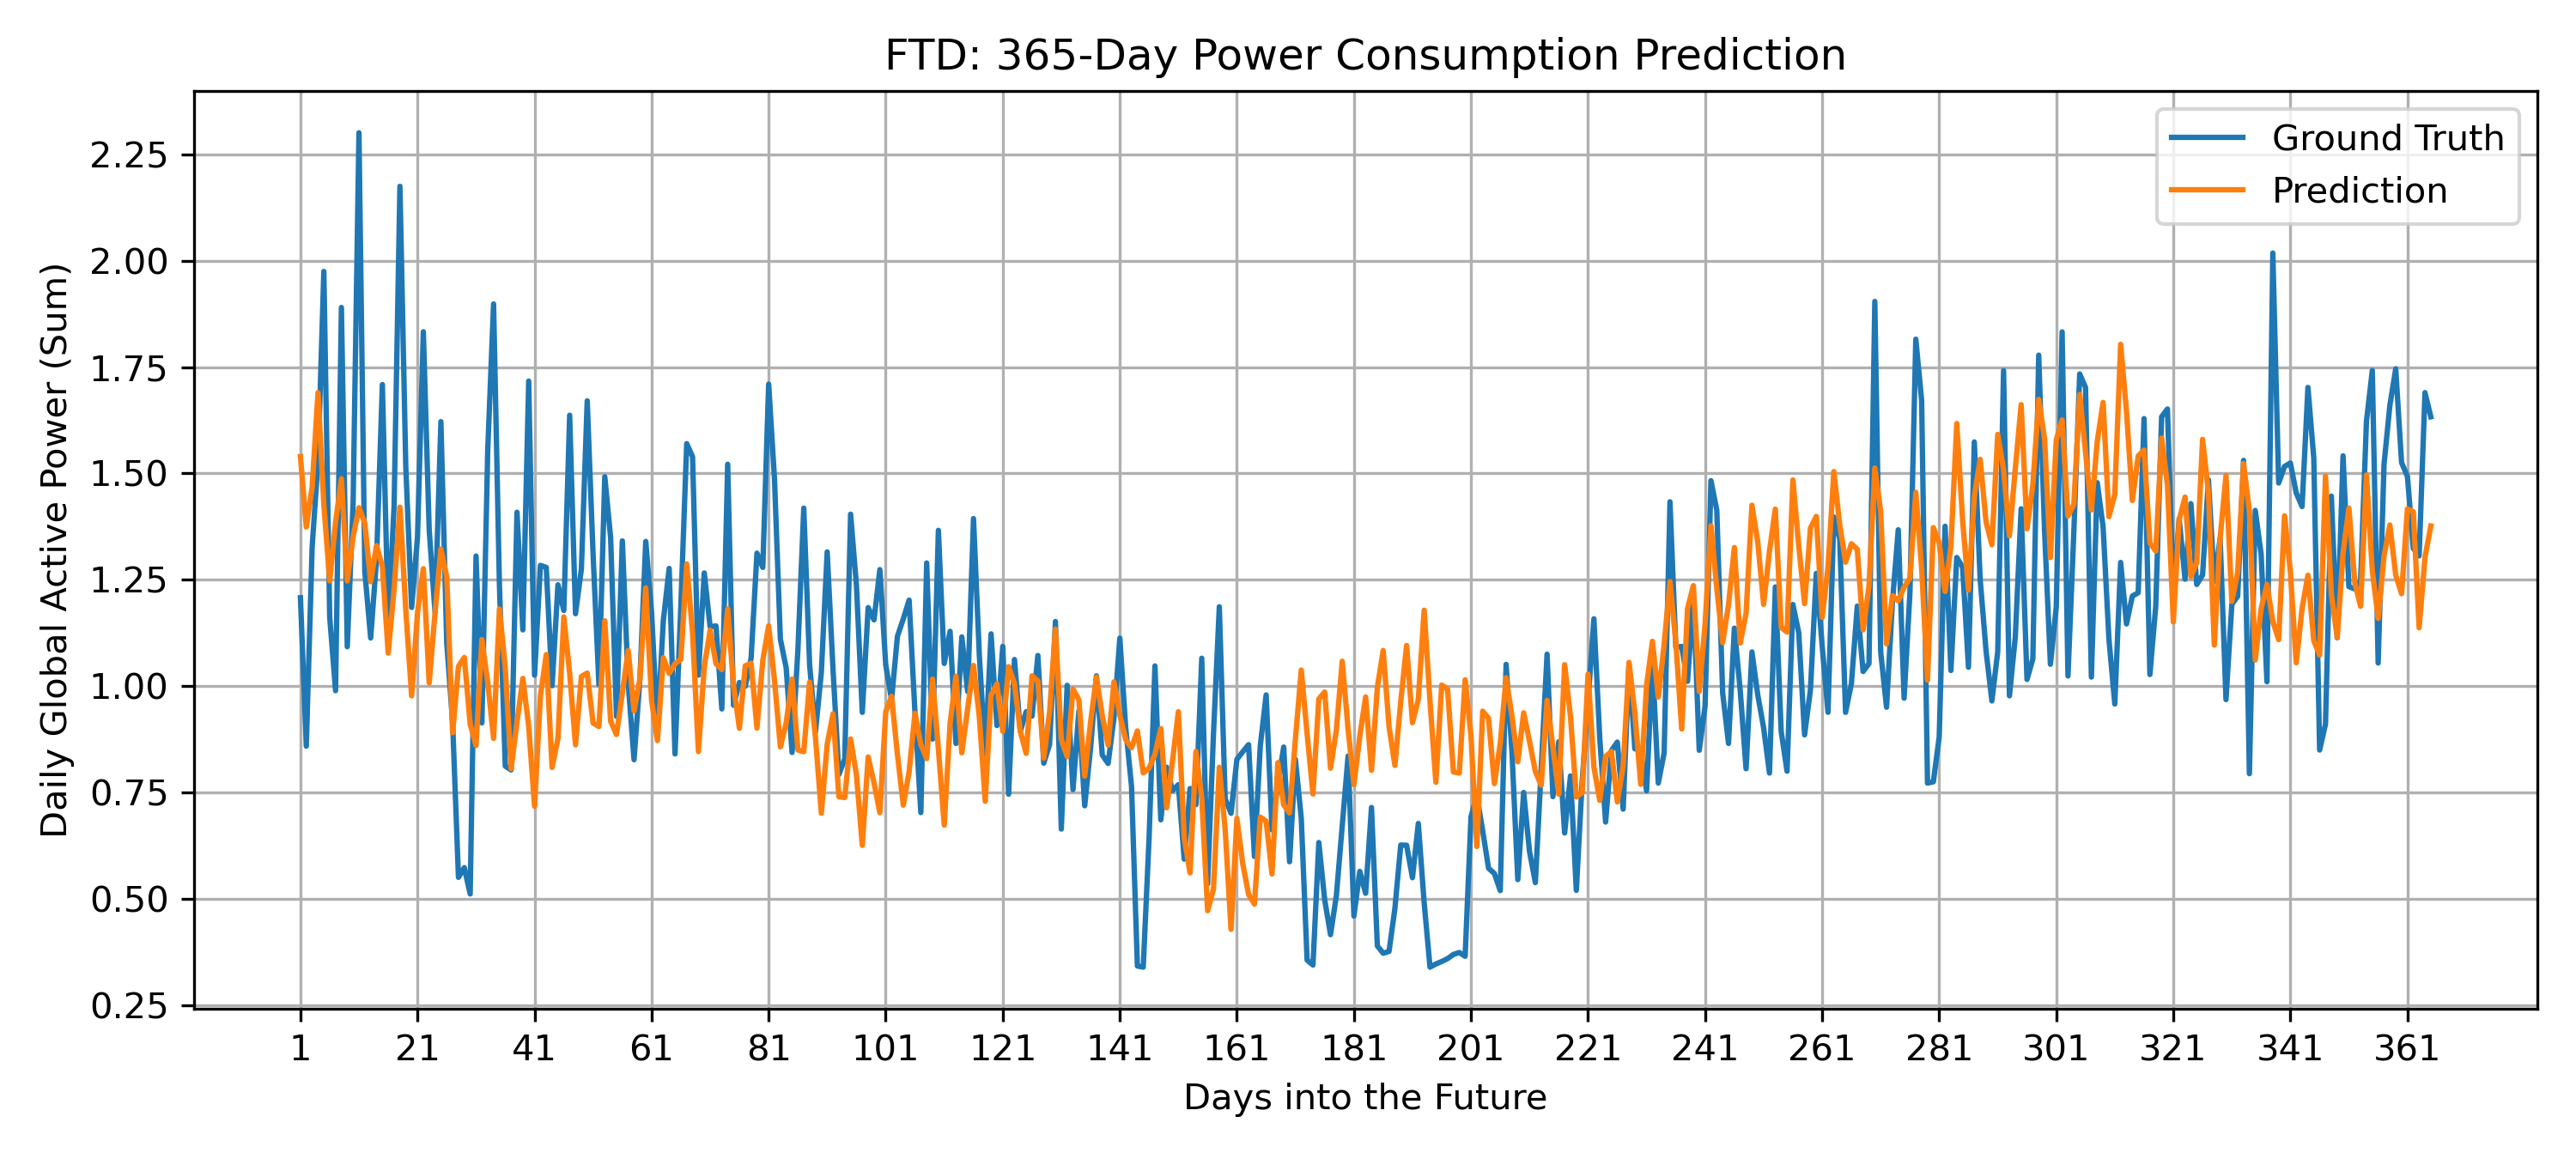 FTD: 365-Day Power Consumption Prediction
Ground Truth
Prediction
Daily Global Active Power (Sum)
2.25
2.00
1.75
1.50
1.25
1.00
0.75
0.50
0.25
1 21 41 61 81 101 121 141 161 181 201 221 241 261 281 301 321 341 361
Days into the Future